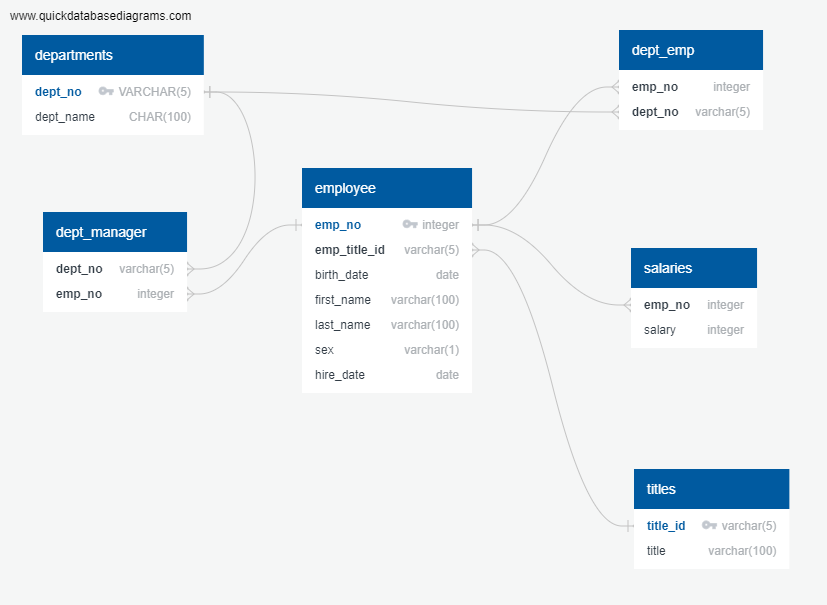 www.quickdatabasediagrams.com
departments
dept_no VARCHAR(5)
dept_name CHAR(100)
dept_emp
emp_no integer
dept_no varchar(5)
employee
emp_no integer
emp_title_id varchar(5)
birth_date date
first_name varchar(100)
last_name varchar(100)
sex varchar(1)
hire_date date
dept_manager
dept_no varchar(5)
emp_no integer
salaries
emp_no integer
salary integer
titles
title_id varchar(5)
title varchar(100)